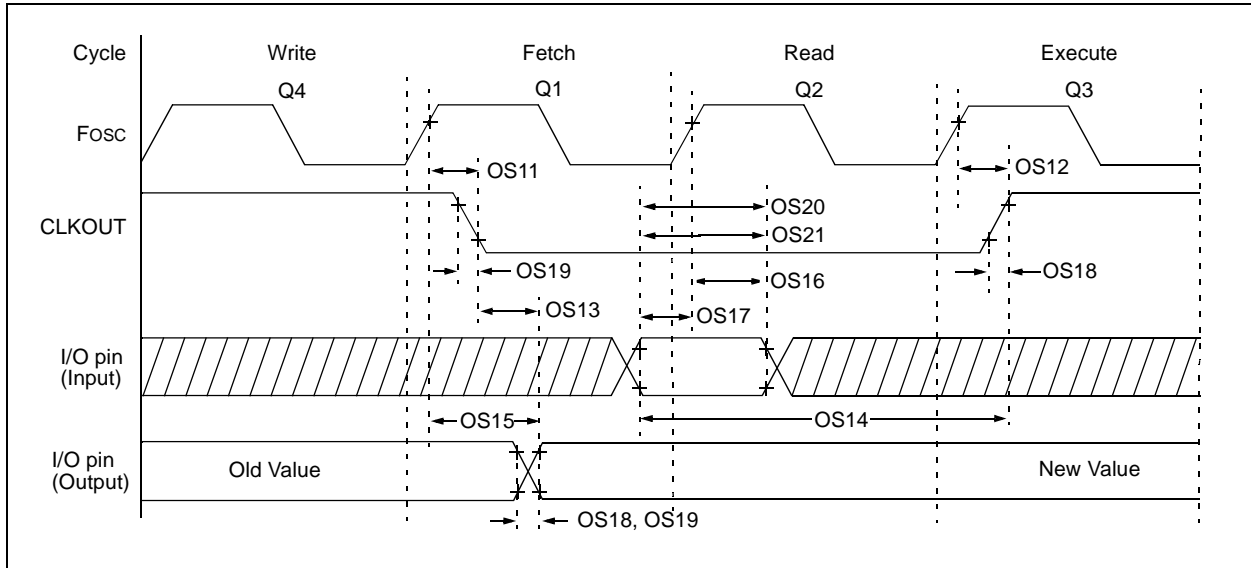 Cycle Write Fetch Read Execute
Q4 Q1 Q2 Q3
FOSC
OS11 OS12
OS20
CLKOUT
OS21
OS19 OS18
OS16
OS13 OS17
I/O pin
(Input)
OS15 OS14
I/O pin
(Output)
Old Value New Value
OS18, OS19